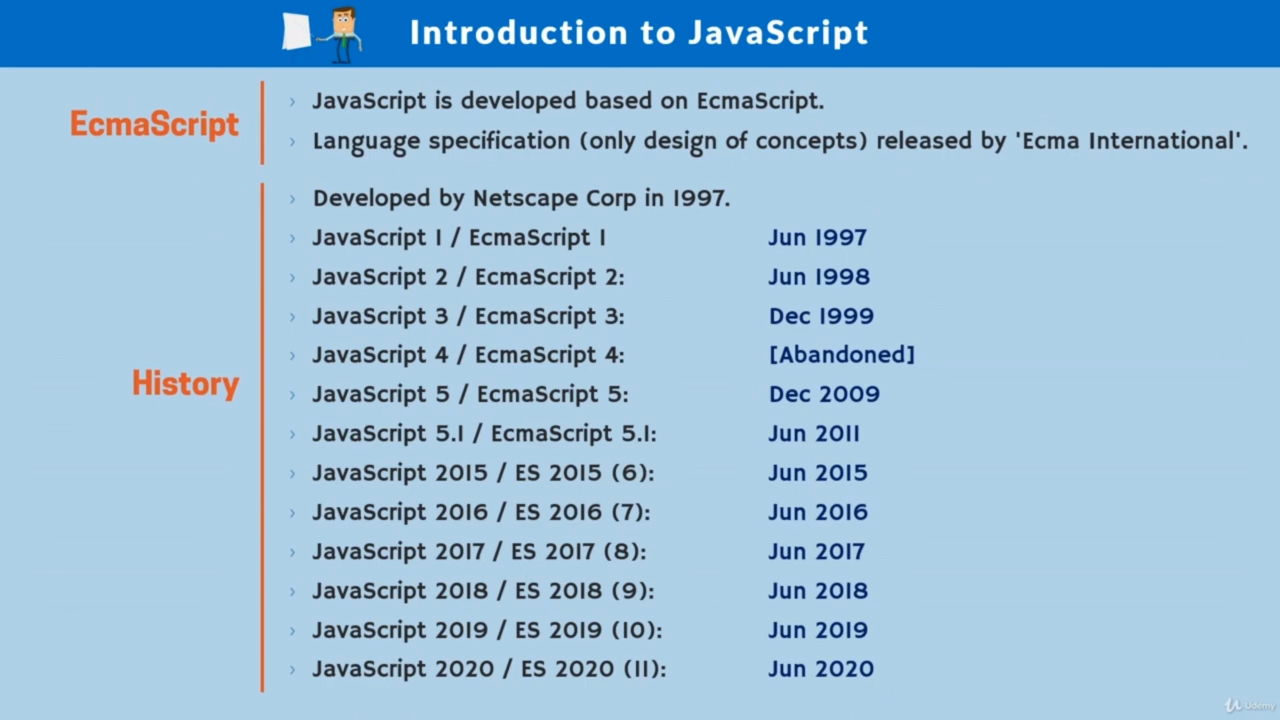 Introduction to JavaScript
EcmaScript
› JavaScript is developed based on EcmaScript.
› Language specification (only design of concepts) released by 'Ecma International'.
History
› Developed by Netscape Corp in 1997.
› JavaScript 1 / EcmaScript 1 Jun 1997
› JavaScript 2 / EcmaScript 2: Jun 1998
› JavaScript 3 / EcmaScript 3: Dec 1999
› JavaScript 4 / EcmaScript 4: [Abandoned]
› JavaScript 5 / EcmaScript 5: Dec 2009
› JavaScript 5.1 / EcmaScript 5.1: Jun 2011
› JavaScript 2015 / ES 2015 (6): Jun 2015
› JavaScript 2016 / ES 2016 (7): Jun 2016
› JavaScript 2017 / ES 2017 (8): Jun 2017
› JavaScript 2018 / ES 2018 (9): Jun 2018
› JavaScript 2019 / ES 2019 (10): Jun 2019
› JavaScript 2020 / ES 2020 (11): Jun 2020
Udemy